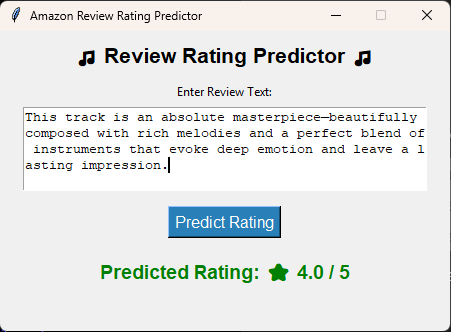 Amazon Review Rating Predictor
🎵 Review Rating Predictor 🎵
Enter Review Text:
This track is an absolute masterpiece—beautifully
composed with rich melodies and a perfect blend of
instruments that evoke deep emotion and leave a l
asting impression.
Predict Rating
Predicted Rating: ⭐ 4.0 / 5